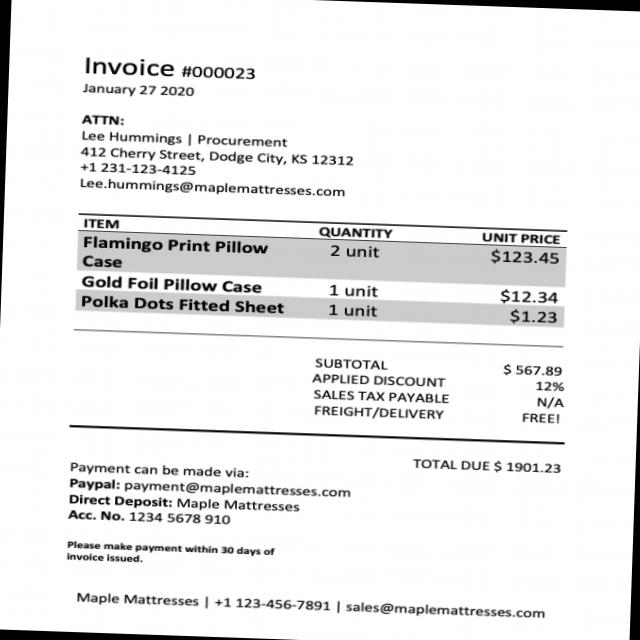 Invoice #000023
January 27 2020
ATTN:
Lee Hummings | Procurement
412 Cherry Street, Dodge City, KS 12312
+1 231-123-4125
Lee.hummings@maplemattresses.com
ITEM QUANTITY UNIT PRICE
Flamingo Print Pillow 2 unit $123.45
Case
Gold Foil Pillow Case 1 unit $12.34
Polka Dots Fitted Sheet 1 unit $1.23
SUBTOTAL $ 567.89
APPLIED DISCOUNT 12%
SALES TAX PAYABLE N/A
FREIGHT/DELIVERY FREE!
TOTAL DUE $ 1901.23
Payment can be made via:
Paypal: payment@maplemattresses.com
Direct Deposit: Maple Mattresses
Acc. No. 1234 5678 910
Please make payment within 30 days of
invoice issued.
Maple Mattresses | +1 123-456-7891 | sales@maplemattresses.com